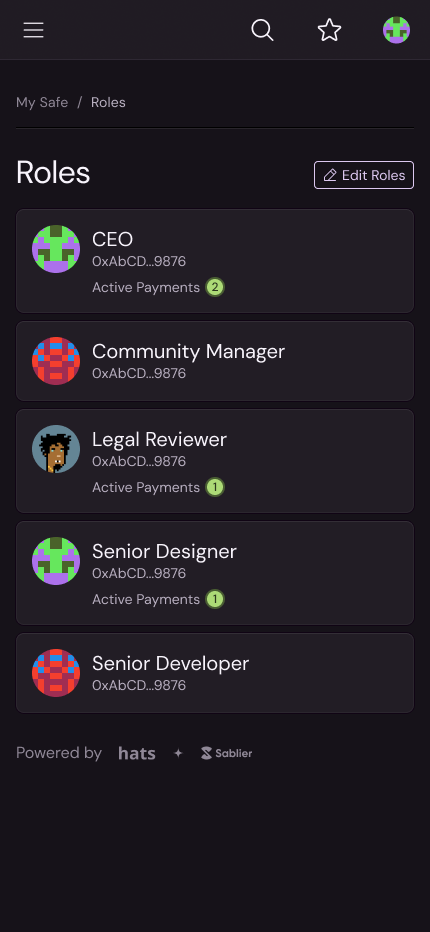 My Safe / Roles
Roles
Edit Roles
CEO
0xAbCD...9876
Active Payments 2
Community Manager
0xAbCD...9876
Legal Reviewer
0xAbCD...9876
Active Payments 1
Senior Designer
0xAbCD...9876
Active Payments 1
Senior Developer
0xAbCD...9876
Powered by hats Sablier